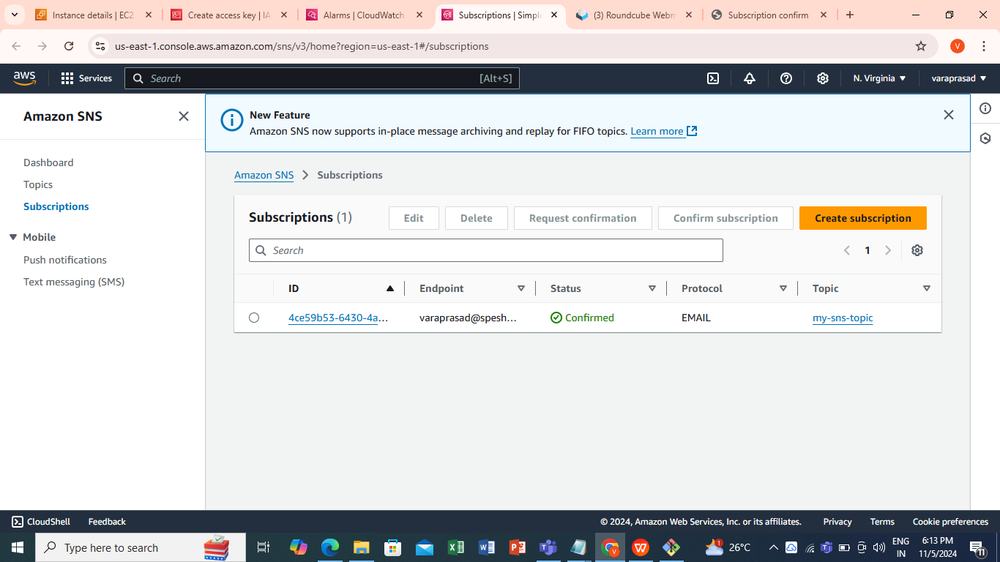 Instance details | EC2
Create access key | IA
Alarms | CloudWatch
Subscriptions | Simple
(3) Roundcube Webm
Subscription confirm
us-east-1.console.aws.amazon.com/sns/v3/home?region=us-east-1#/subscriptions
V
aws
Services
Search
[Alt+S]
N. Virginia
varaprasad
Amazon SNS
Dashboard
Topics
Subscriptions
Mobile
Push notifications
Text messaging (SMS)
New Feature
Amazon SNS now supports in-place message archiving and replay for FIFO topics. Learn more
Amazon SNS > Subscriptions
Subscriptions (1)
Edit
Delete
Request confirmation
Confirm subscription
Create subscription
Search
1
ID Endpoint Status Protocol Topic
4ce59b53-6430-4a... varaprasad@spesh... Confirmed EMAIL my-sns-topic
CloudShell
Feedback
© 2024, Amazon Web Services, Inc. or its affiliates.
Privacy
Terms
Cookie preferences
Type here to search
1
26°C
ENG
IN
6:13 PM
11/5/2024
11